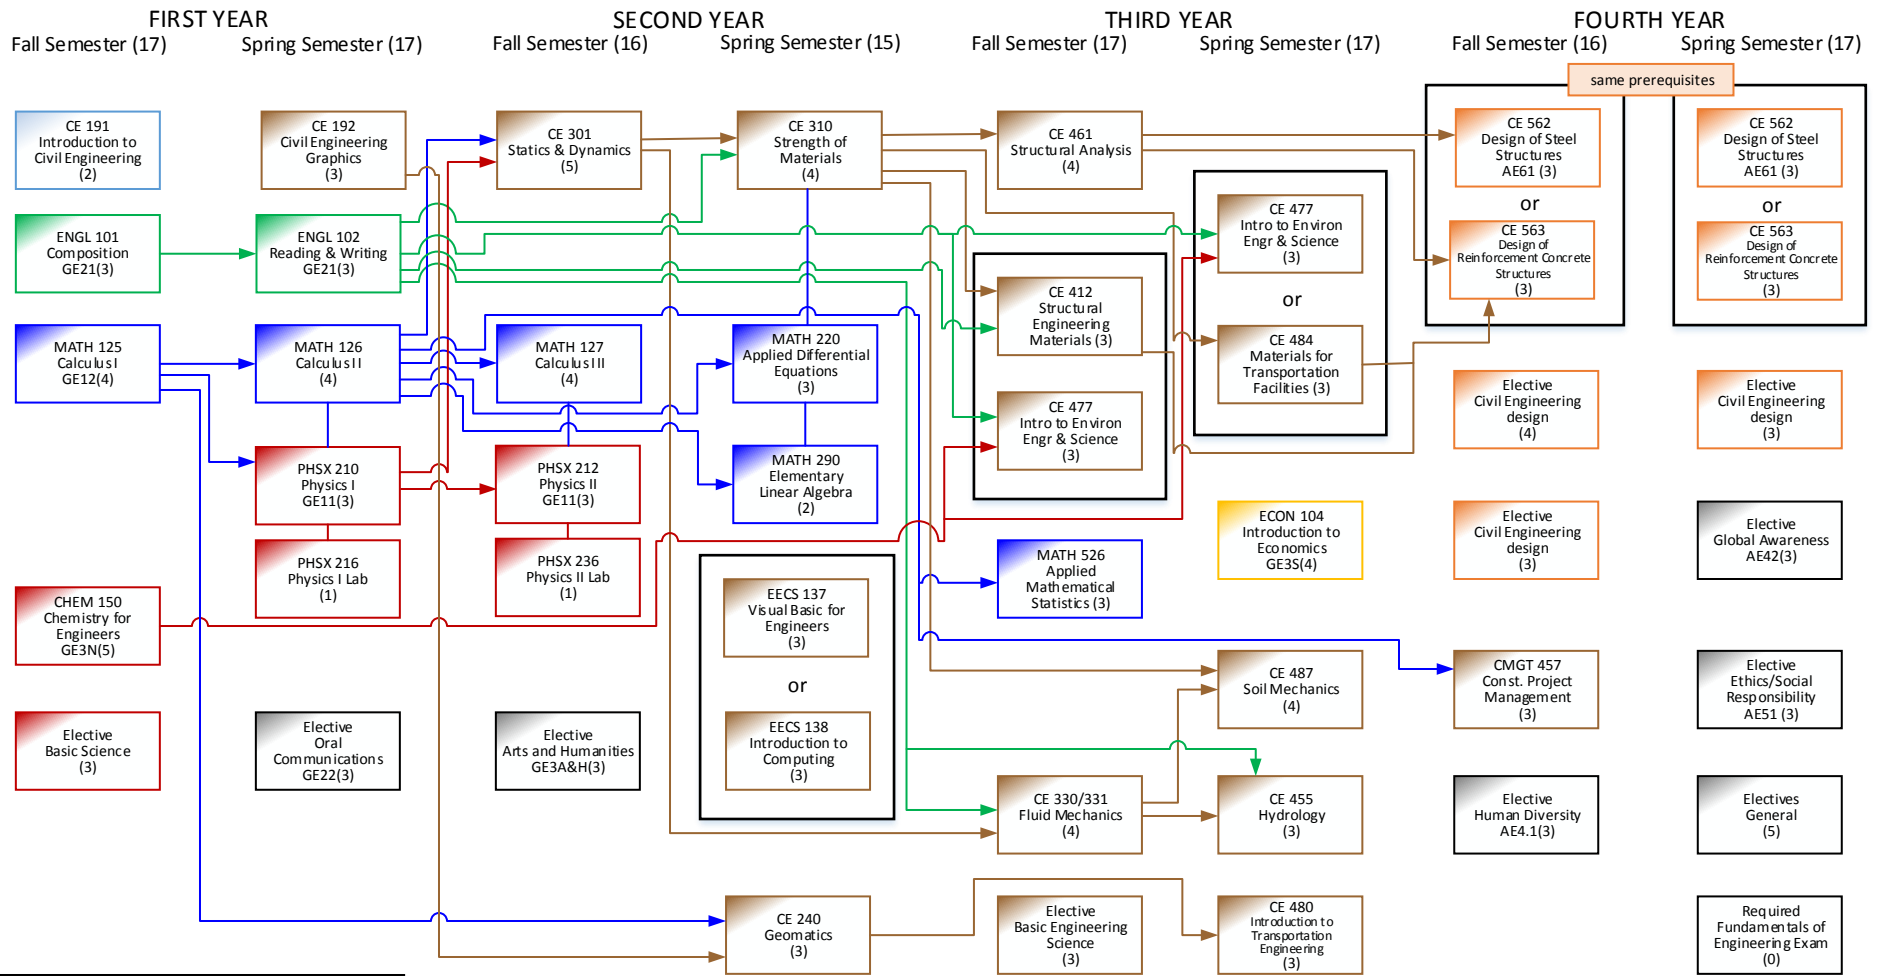 FIRST YEAR
SECOND YEAR
THIRD YEAR
FOURTH YEAR
Fall Semester (17)
Spring Semester (17)
Fall Semester (16)
Spring Semester (15)
Fall Semester (17)
Spring Semester (17)
Fall Semester (16)
Spring Semester (17)
same prerequisites
CE 191
Introduction to
Civil Engineering
(2)
ENGL 101
Composition
GE21(3)
MATH 125
Calculus I
GE12(4)
CHEM 150
Chemistry for
Engineers
GE3N(5)
Elective
Basic Science
(3)
CE 192
Civil Engineering
Graphics
(3)
ENGL 102
Reading & Writing
GE21(3)
MATH 126
Calculus II
(4)
PHSX 210
Physics I
GE11(3)
PHSX 216
Physics I Lab
(1)
Elective
Oral
Communications
GE22(3)
CE 301
Statics & Dynamics
(5)
MATH 127
Calculus III
(4)
PHSX 212
Physics II
GE11(3)
PHSX 236
Physics II Lab
(1)
Elective
Arts and Humanities
GE3A&H(3)
CE 310
Strength of
Materials
(4)
MATH 220
Applied Differential
Equations
(3)
MATH 290
Elementary
Linear Algebra
(2)
EECS 137
Visual Basic for
Engineers
(3)
or
EECS 138
Introduction to
Computing
(3)
CE 240
Geomatics
(3)
CE 461
Structural Analysis
(4)
CE 412
Structural
Engineering
Materials (3)
CE 477
Intro to Environ
Engr & Science
(3)
MATH 526
Applied
Mathematical
Statistics (3)
CE 330/331
Fluid Mechanics
(4)
Elective
Basic Engineering
Science
(3)
CE 477
Intro to Environ
Engr & Science
(3)
or
CE 484
Materials for
Transportation
Facilities (3)
ECON 104
Introduction to
Economics
GE3S(4)
CE 487
Soil Mechanics
(4)
CE 455
Hydrology
(3)
CE 480
Introduction to
Transportation
Engineering
(3)
CE 562
Design of Steel
Structures
AE61 (3)
or
CE 563
Design of
Reinforcement Concrete
Structures
(3)
Elective
Civil Engineering
design
(4)
Elective
Civil Engineering
design
(3)
CMGT 457
Const. Project
Management
(3)
Elective
Human Diversity
AE4.1(3)
CE 562
Design of Steel
Structures
AE61 (3)
or
CE 563
Design of
Reinforcement Concrete
Structures
(3)
Elective
Civil Engineering
design
(3)
Elective
Global Awareness
AE42(3)
Elective
Ethics/Social
Responsibility
AE51 (3)
Electives
General
(5)
Required
Fundamentals of
Engineering Exam
(0)